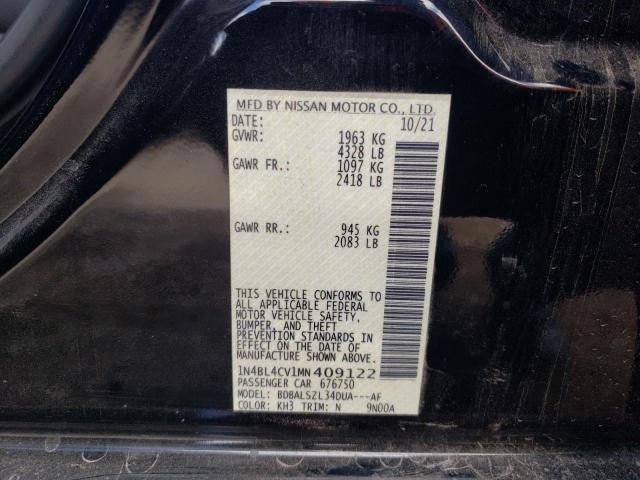 MFD BY NISSAN MOTOR CO., LTD.
DATE: 10/21
GVWR: 1963 KG
4328 LB
GAWR FR.: 1097 KG
2418 LB
GAWR RR.: 945 KG
2083 LB
THIS VEHICLE CONFORMS TO
ALL APPLICABLE FEDERAL
MOTOR VEHICLE SAFETY,
BUMPER, AND THEFT
PREVENTION STANDARDS IN
EFFECT ON THE DATE OF
MANUFACTURE SHOWN ABOVE.
1N4BL4CV1MN409122
PASSENGER CAR 676750
MODEL: BDBALSZL34DUA---AF
COLOR: KH3 TRIM: N 9N00A